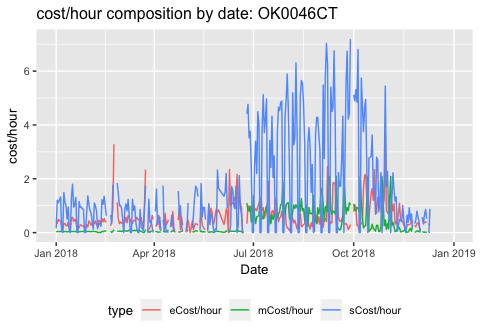 cost/hour composition by date: OK0046CT
cost/hour
6
4
2
0
Jan 2018 Apr 2018 Jul 2018 Oct 2018 Jan 2019
Date
type eCost/hour mCost/hour sCost/hour